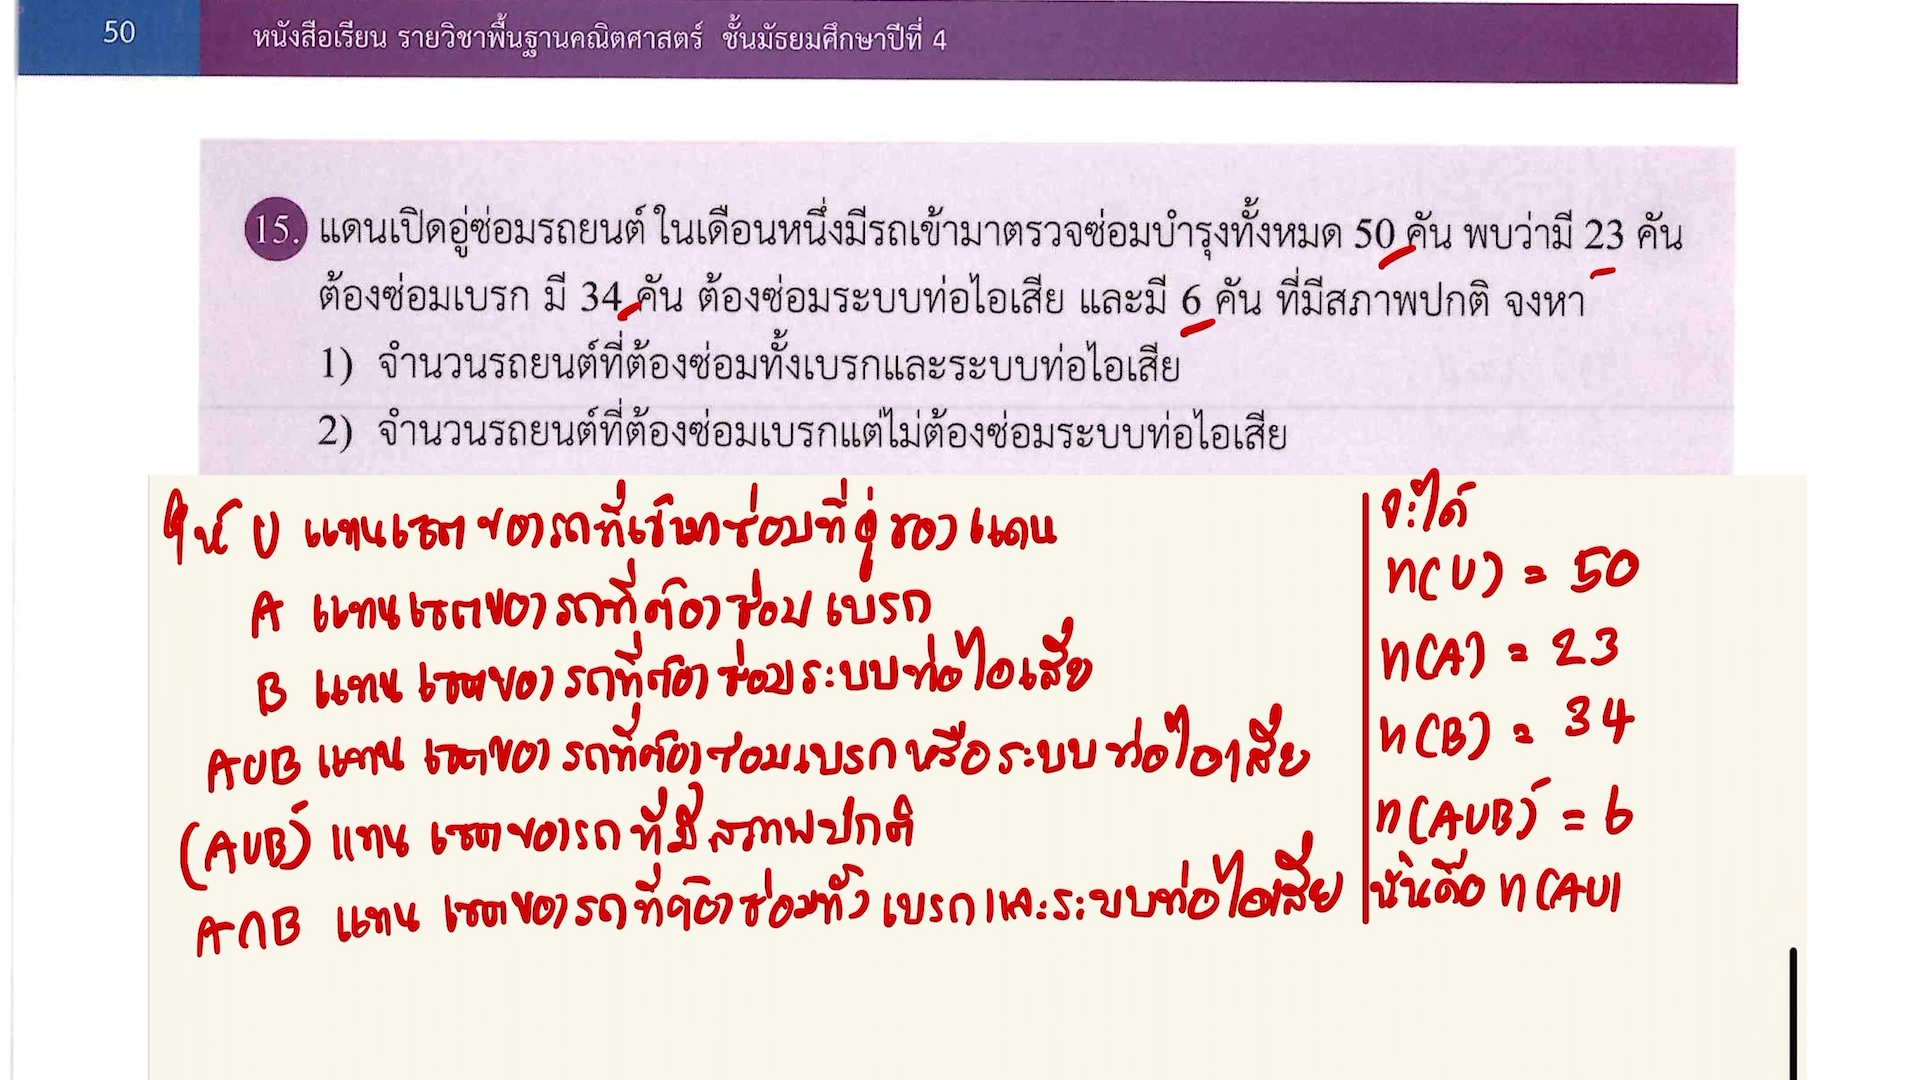 50
หนังสือเรียน รายวิชาพื้นฐานคณิตศาสตร์ ชั้นมัธยมศึกษาปีที่ 4
15. แดนเปิดอู่ซ่อมรถยนต์ ในเดือนหนึ่งมีรถเข้ามาตรวจซ่อมบำรุงทั้งหมด 50 คัน พบว่ามี 23 คัน
ต้องซ่อมเบรก มี 34 คัน ต้องซ่อมระบบท่อไอเสีย และมี 6 คัน ที่มีสภาพปกติ จงหา
1) จำนวนรถยนต์ที่ต้องซ่อมทั้งเบรกและระบบท่อไอเสีย
2) จำนวนรถยนต์ที่ต้องซ่อมเบรกแต่ไม่ต้องซ่อมระบบท่อไอเสีย
ให้ U แทนเซตของรถที่เข้ามาซ่อมที่อู่ของแดน
A แทนเซตของรถที่ต้องซ่อมเบรก
B แทนเซตของรถที่ต้องซ่อมระบบท่อไอเสีย
A∪B แทนเซตของรถที่ต้องซ่อมเบรกหรือระบบท่อไอเสีย
(A∪B)′ แทนเซตของรถที่มีสภาพปกติ
A∩B แทนเซตของรถที่ต้องซ่อมทั้งเบรกและระบบท่อไอเสีย
จะได้
n(U) = 50
n(A) = 23
n(B) = 34
n(A∪B)′ = 6
นั่นคือ n(A∪